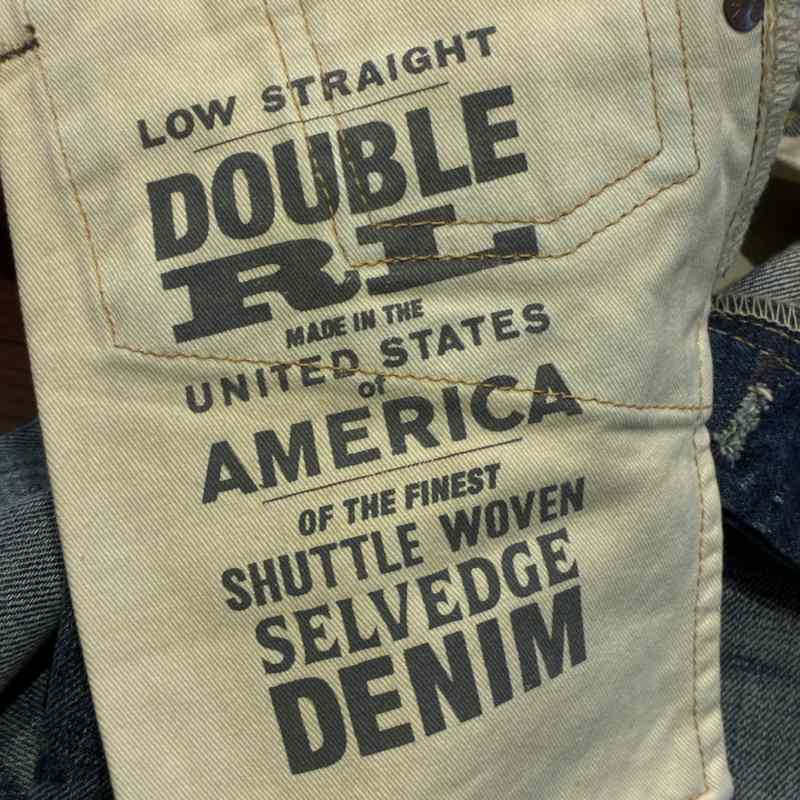 LOW STRAIGHT
DOUBLE
RL
MADE IN THE
UNITED STATES
of
AMERICA
OF THE FINEST
SHUTTLE WOVEN
SELVEDGE
DENIM